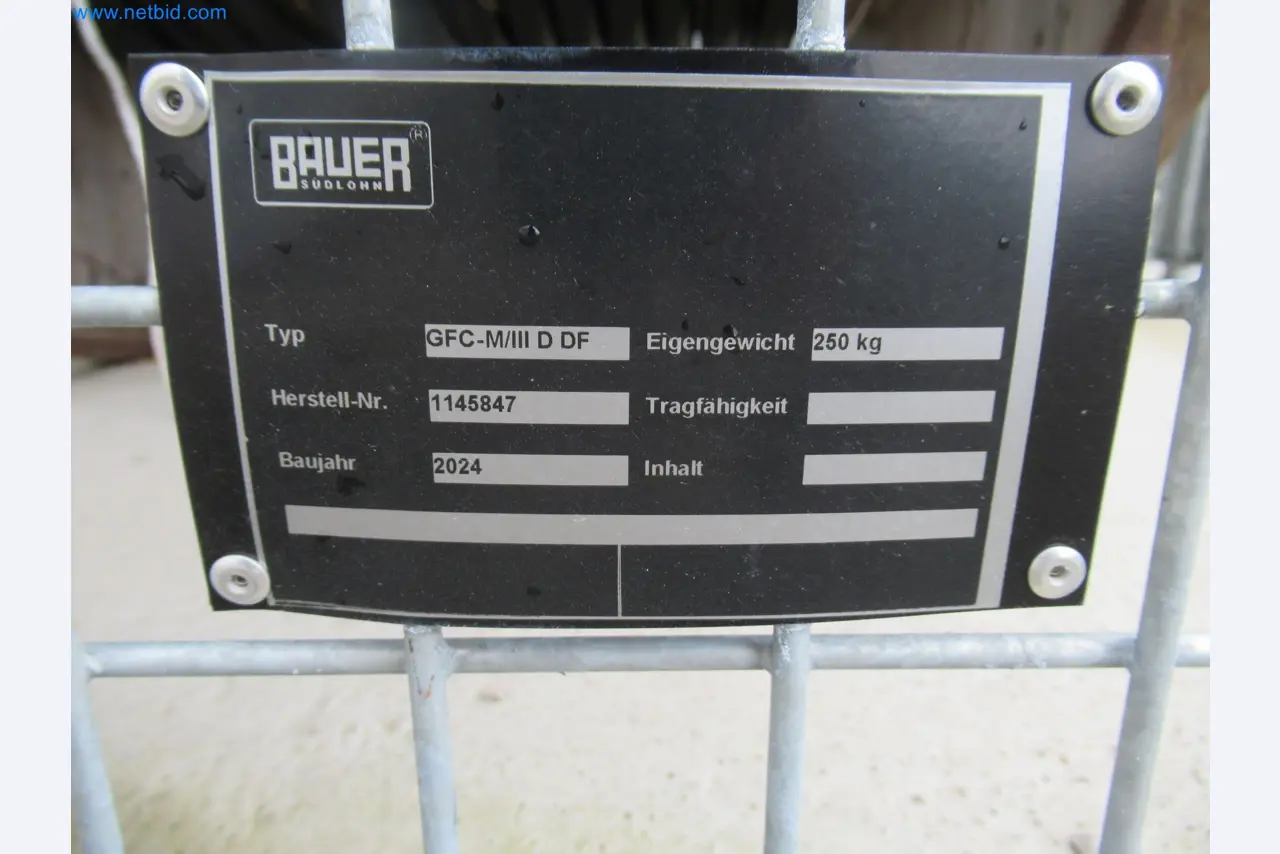 www.netbid.com
BAUER (R)
SÜDLOHN
Typ GFC-M/III D DF Eigengewicht 250 kg
Herstell-Nr. 1145847 Tragfähigkeit
Baujahr 2024 Inhalt